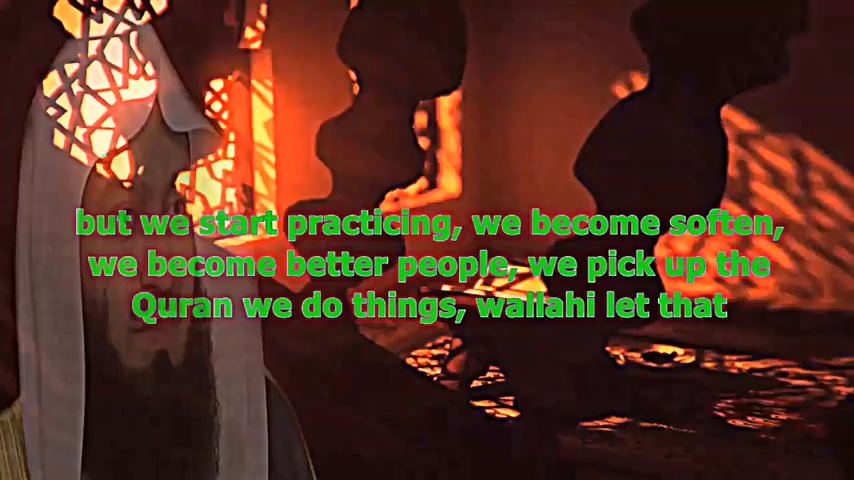 but we start practicing, we become soften,
we become better people, we pick up the
Quran we do things, wallahi let that